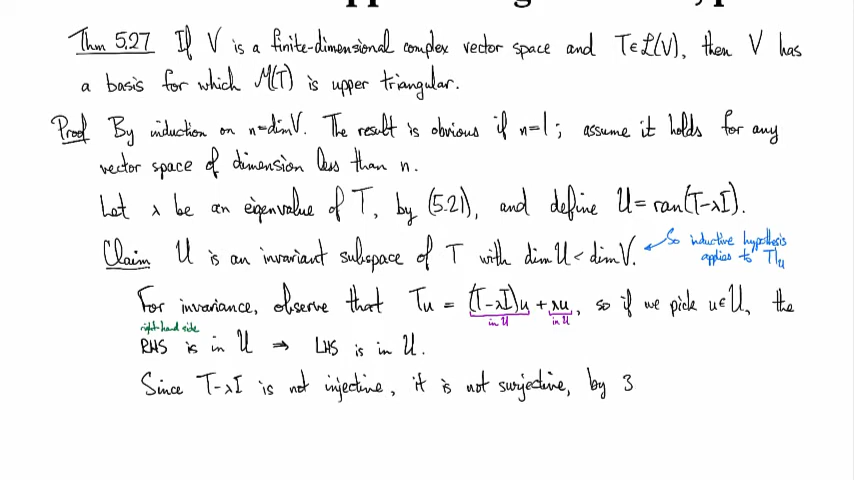 Thm 5.27 If V is a finite-dimensional complex vector space and T∈L(V), then V has
a basis for which M(T) is upper triangular.
Proof By induction on n=dimV. The result is obvious if n=1; assume it holds for any
vector space of dimension less than n.
Let λ be an eigenvalue of T, by (5.21), and define U=ran(T-λI).
Claim U is an invariant subspace of T with dim U < dim V.
So inductive hypothesis
applies to T|u
For invariance, observe that Tu = (T-λI)u + λu, so if we pick u∈U, the
in U in U
right-hand side
RHS is in U ⇒ LHS is in U.
Since T-λI is not injective, it is not surjective, by 3